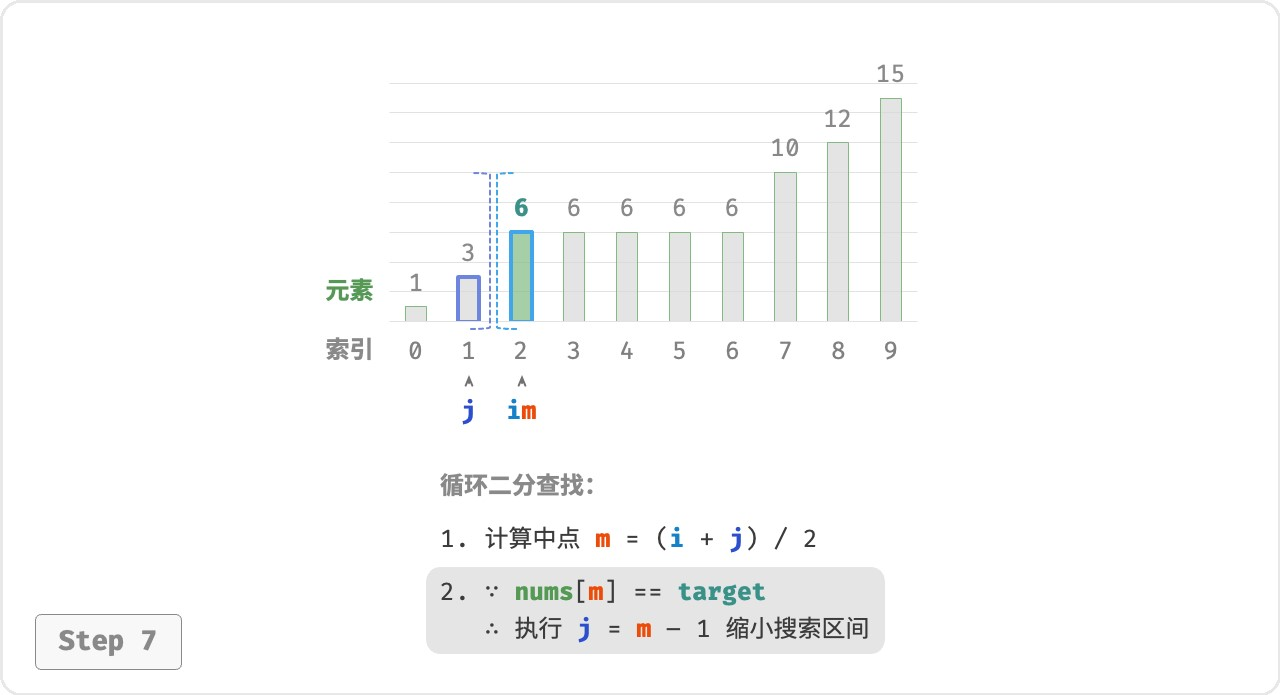 15
12
10
6 6 6 6 6
3
1
元素
索引 0 1 2 3 4 5 6 7 8 9
j im
循环二分查找:
1. 计算中点 m = (i + j) / 2
2. ∵ nums[m] == target
∴ 执行 j = m - 1 缩小搜索区间
Step 7